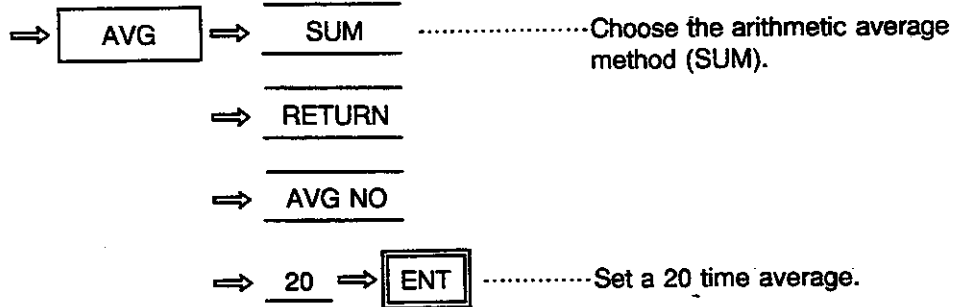 ⇒ AVG ⇒ SUM ..................Choose the arithmetic average
method (SUM).
⇒ RETURN
⇒ AVG NO
⇒ 20 ⇒ ENT ............Set a 20 time average.